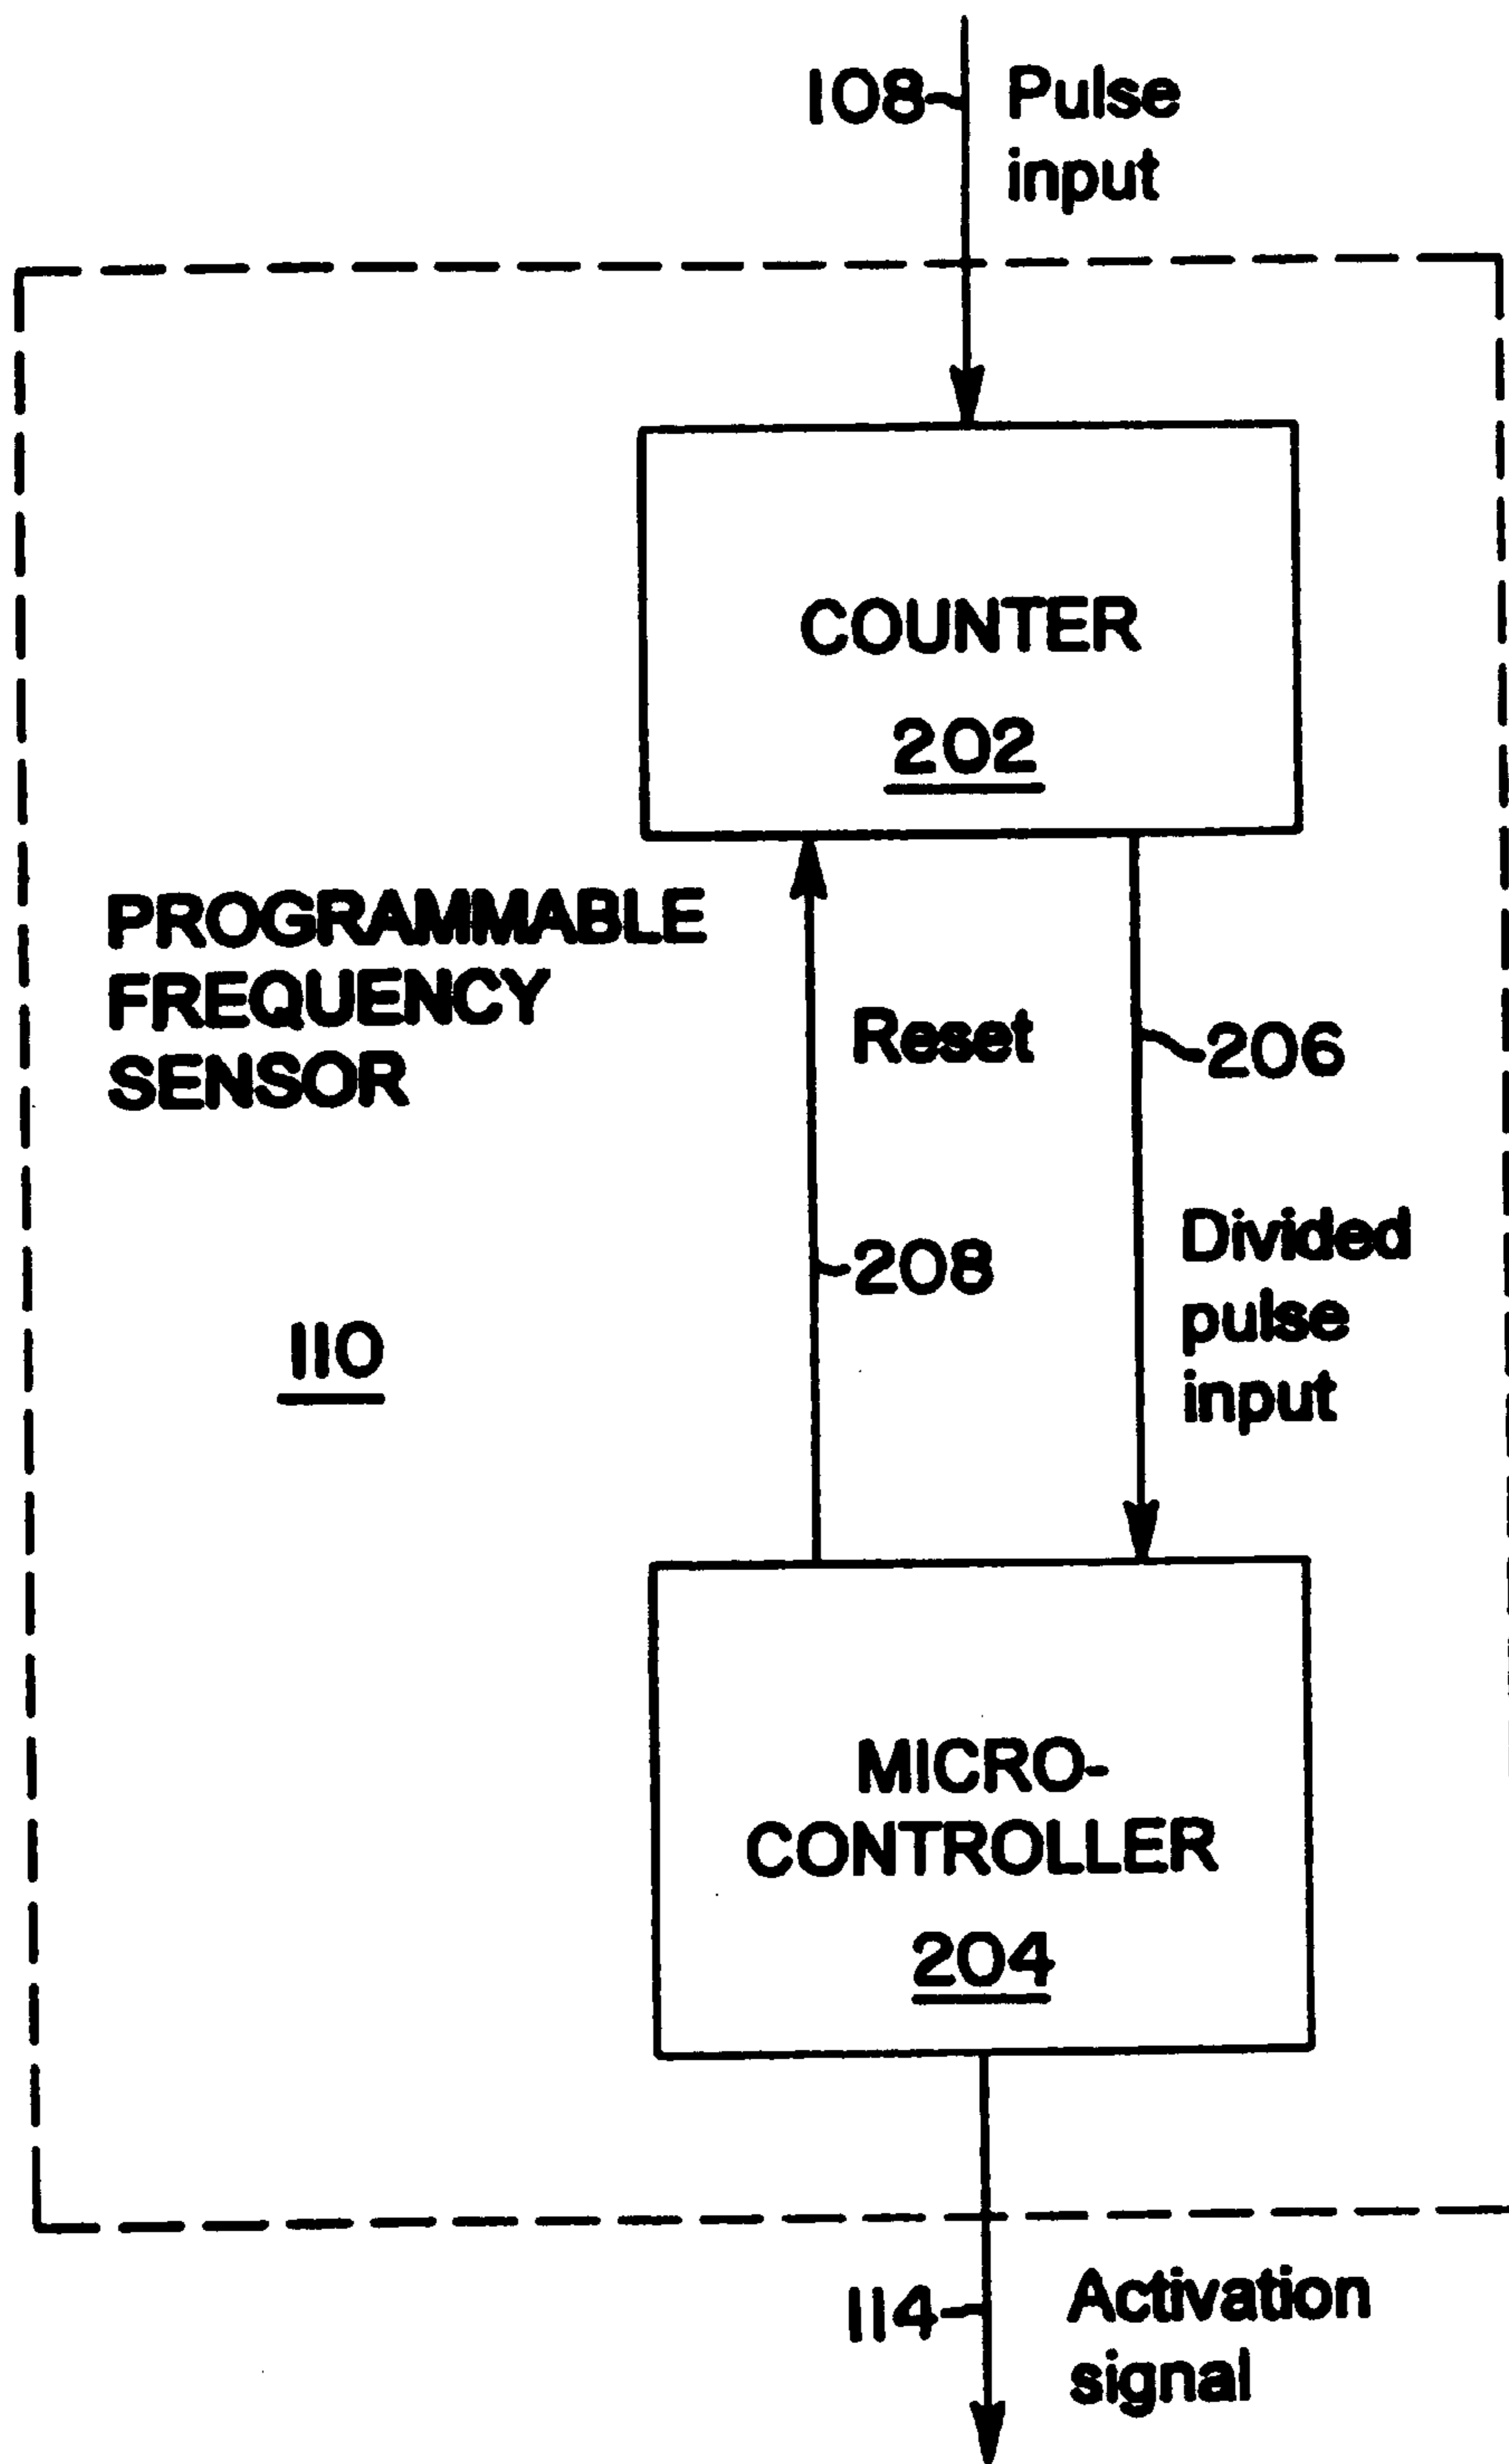 108
Pulse
input
COUNTER
202
PROGRAMMABLE
FREQUENCY
SENSOR
110
Reset
206
208
Divided
pulse
input
MICRO-
CONTROLLER
204
114
Activation
signal